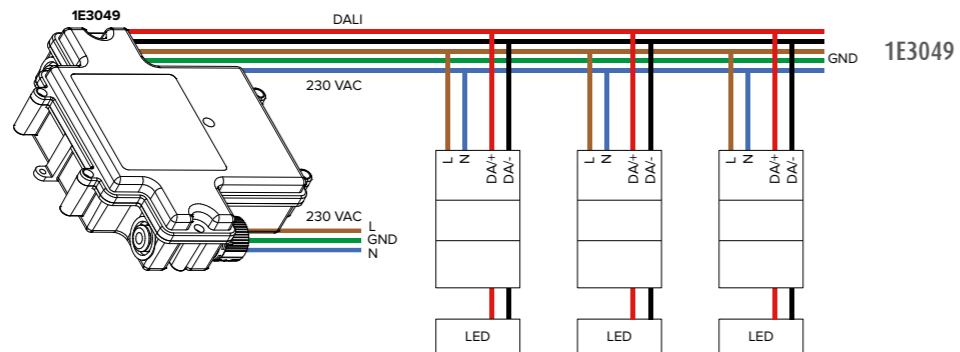 1E3049
DALI
1E3049
GND
230 VAC
L N DA/+ DA/-
L N DA/+ DA/-
L N DA/+ DA/-
230 VAC
L
GND
N
LED
LED
LED